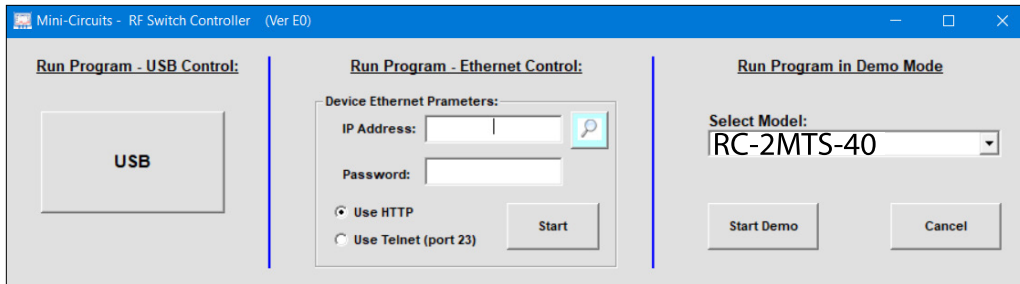 Mini-Circuits - RF Switch Controller (Ver E0)
Run Program - USB Control:
USB
Run Program - Ethernet Control:
Device Ethernet Prameters:
IP Address:
Password:
Use HTTP
Use Telnet (port 23)
Start
Run Program in Demo Mode
Select Model:
RC-2MTS-40
Start Demo
Cancel